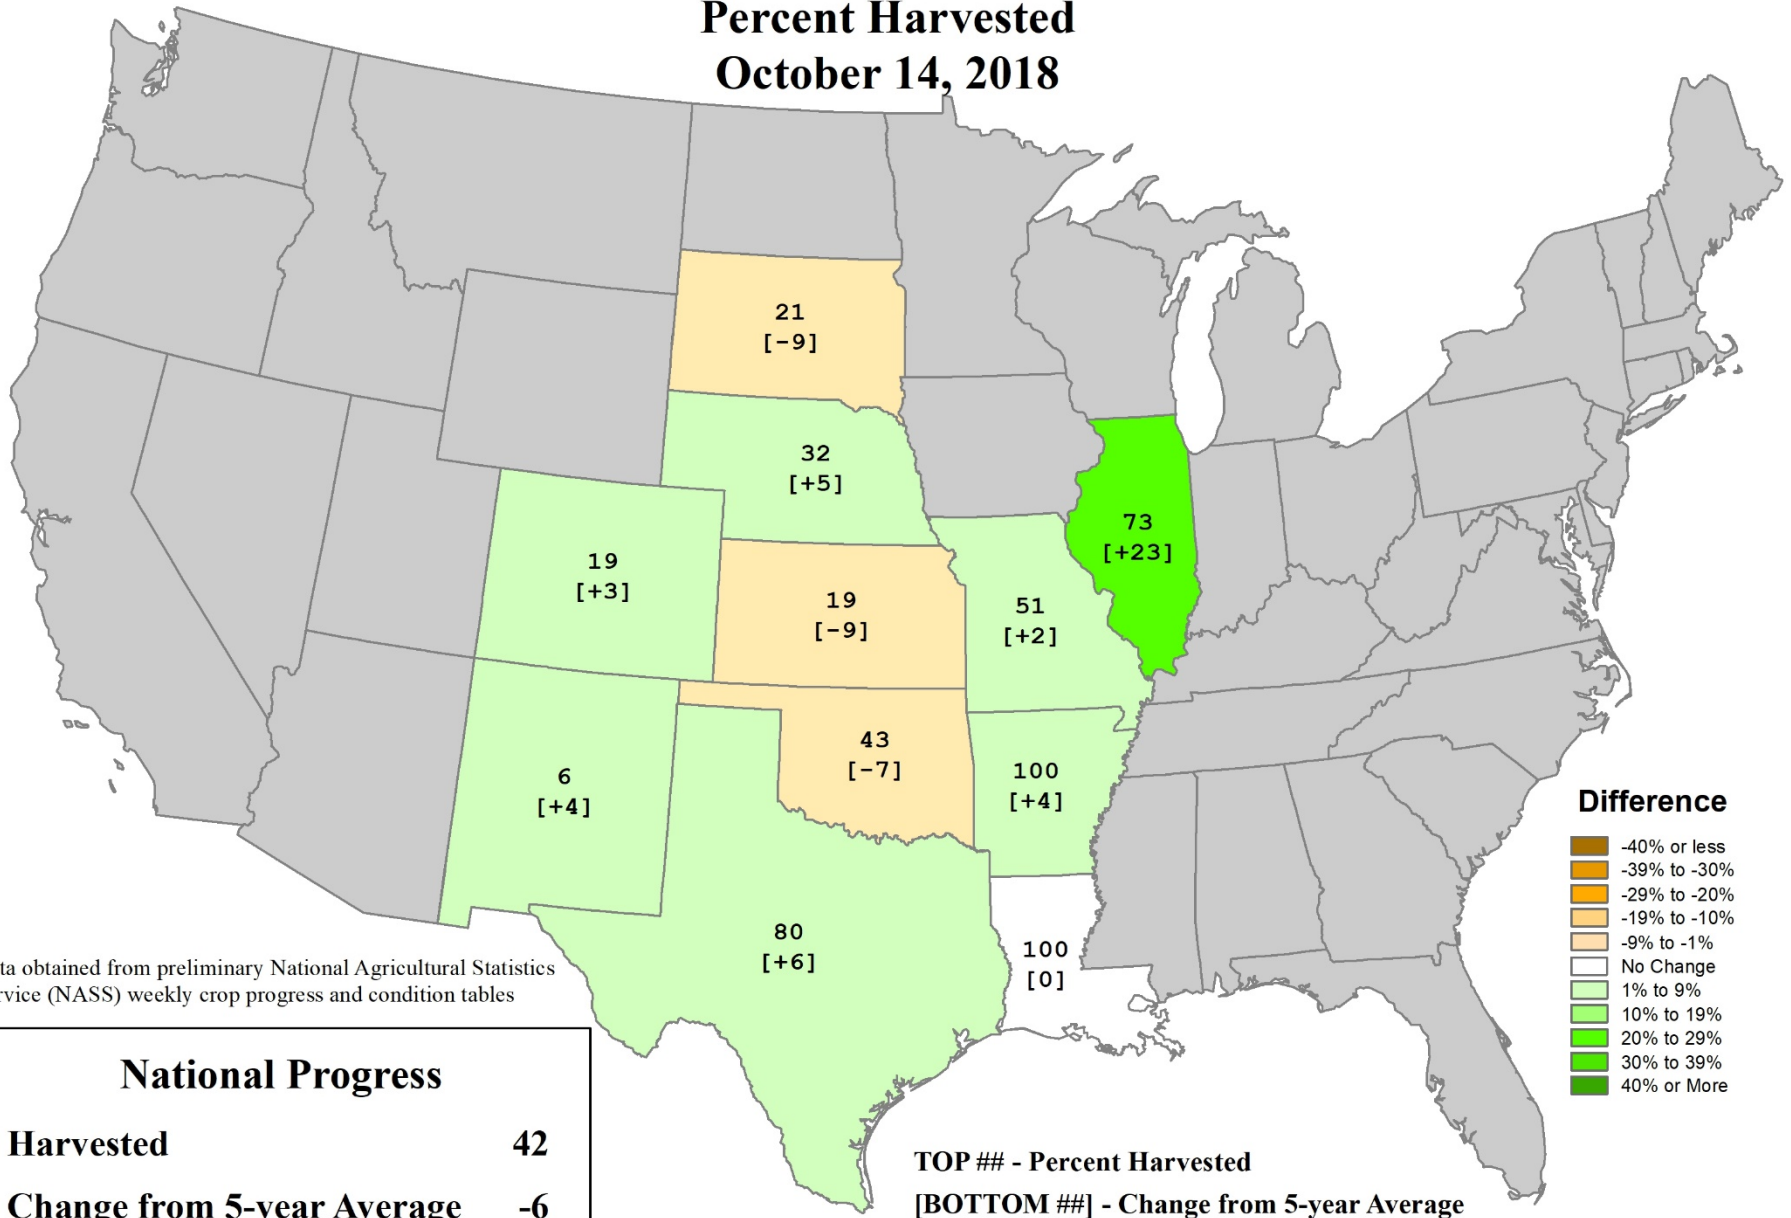 Percent Harvested
October 14, 2018
21
[-9]
32
[+5]
73
[+23]
19
[+3]
19
[-9]
51
[+2]
43
[-7]
6
[+4]
100
[+4]
80
[+6]
100
[0]
Difference
-40% or less
-39% to -30%
-29% to -20%
-19% to -10%
-9% to -1%
No Change
1% to 9%
10% to 19%
20% to 29%
30% to 39%
40% or More
ta obtained from preliminary National Agricultural Statistics
rvice (NASS) weekly crop progress and condition tables
National Progress
Harvested 42
Change from 5-year Average -6
TOP ## - Percent Harvested
[BOTTOM ##] - Change from 5-year Average